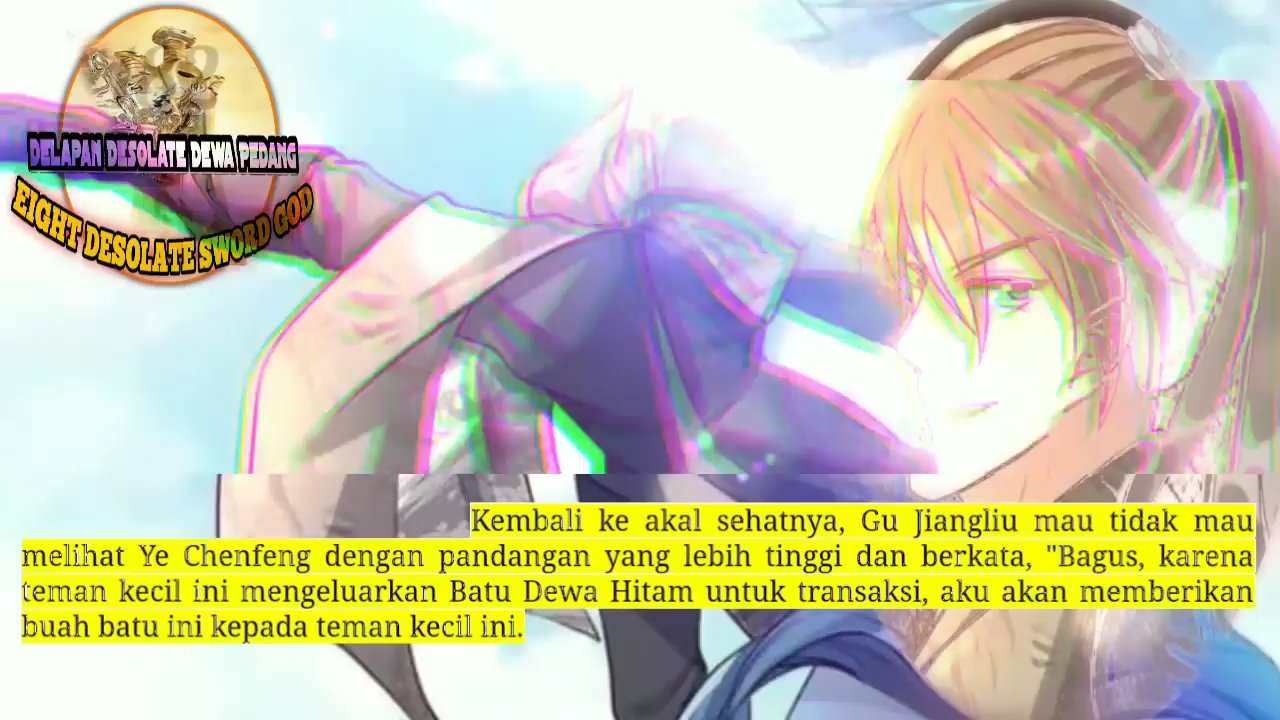 DELAPAN DESOLATE DEWA PEDANG
EIGHT DESOLATE SWORD GOD
Kembali ke akal sehatnya, Gu Jiangliu mau tidak mau
melihat Ye Chenfeng dengan pandangan yang lebih tinggi dan berkata, "Bagus, karena
teman kecil ini mengeluarkan Batu Dewa Hitam untuk transaksi, aku akan memberikan
buah batu ini kepada teman kecil ini.